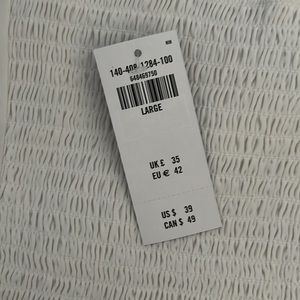 140-408-1284-100
648469750
LARGE
UK £ 35
EU € 42
US $ 39
CAN $ 49